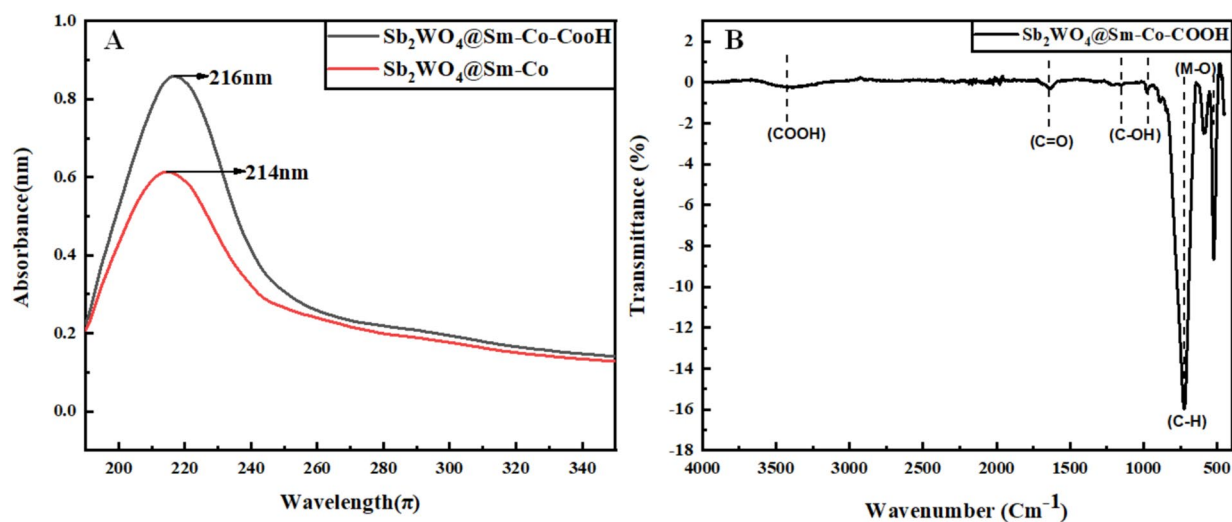 A
Sb₂WO₄@Sm-Co-CooH
Sb₂WO₄@Sm-Co
216nm
214nm
1.0
0.8
0.6
0.4
0.2
0.0
Absorbance(nm)
200 220 240 260 280 300 320 340
Wavelength(π)
B
Sb₂WO₄@Sm-Co-COOH
(M-O)
(COOH)
(C=O)
(C-OH)
(C-H)
2
0
-2
-4
-6
-8
-10
-12
-14
-16
-18
Transmittance (%)
4000 3500 3000 2500 2000 1500 1000 500
Wavenumber (Cm⁻¹)